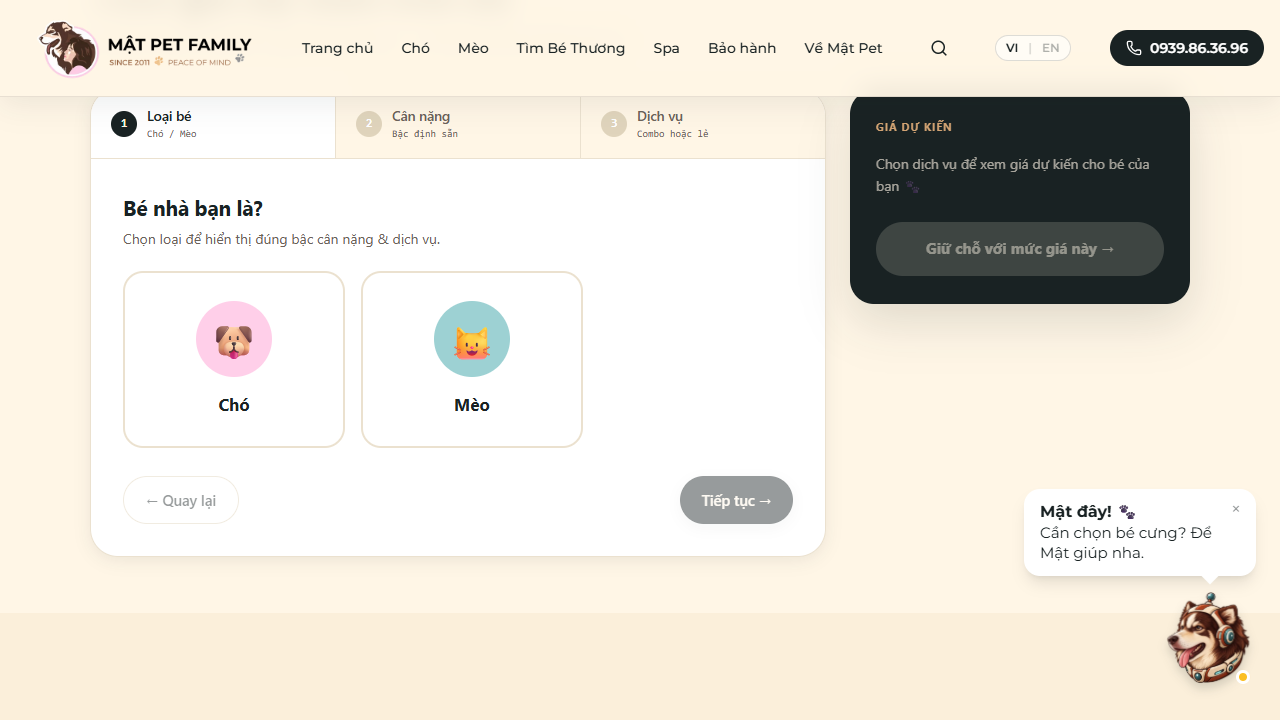 MẬT PET FAMILY
SINCE 2011 PEACE OF MIND
Trang chủ
Chó
Mèo
Tìm Bé Thương
Spa
Bảo hành
Về Mật Pet
VI | EN
0939.86.36.96
1
Loại bé
Chó / Mèo
2
Cân nặng
Bậc định sẵn
3
Dịch vụ
Combo hoặc lẻ
Bé nhà bạn là?
Chọn loại để hiển thị đúng bậc cân nặng & dịch vụ.
Chó
Mèo
← Quay lại
Tiếp tục →
GIÁ DỰ KIẾN
Chọn dịch vụ để xem giá dự kiến cho bé của
bạn
Giữ chỗ với mức giá này →
Mật đây!
×
Cần chọn bé cưng? Để
Mật giúp nha.